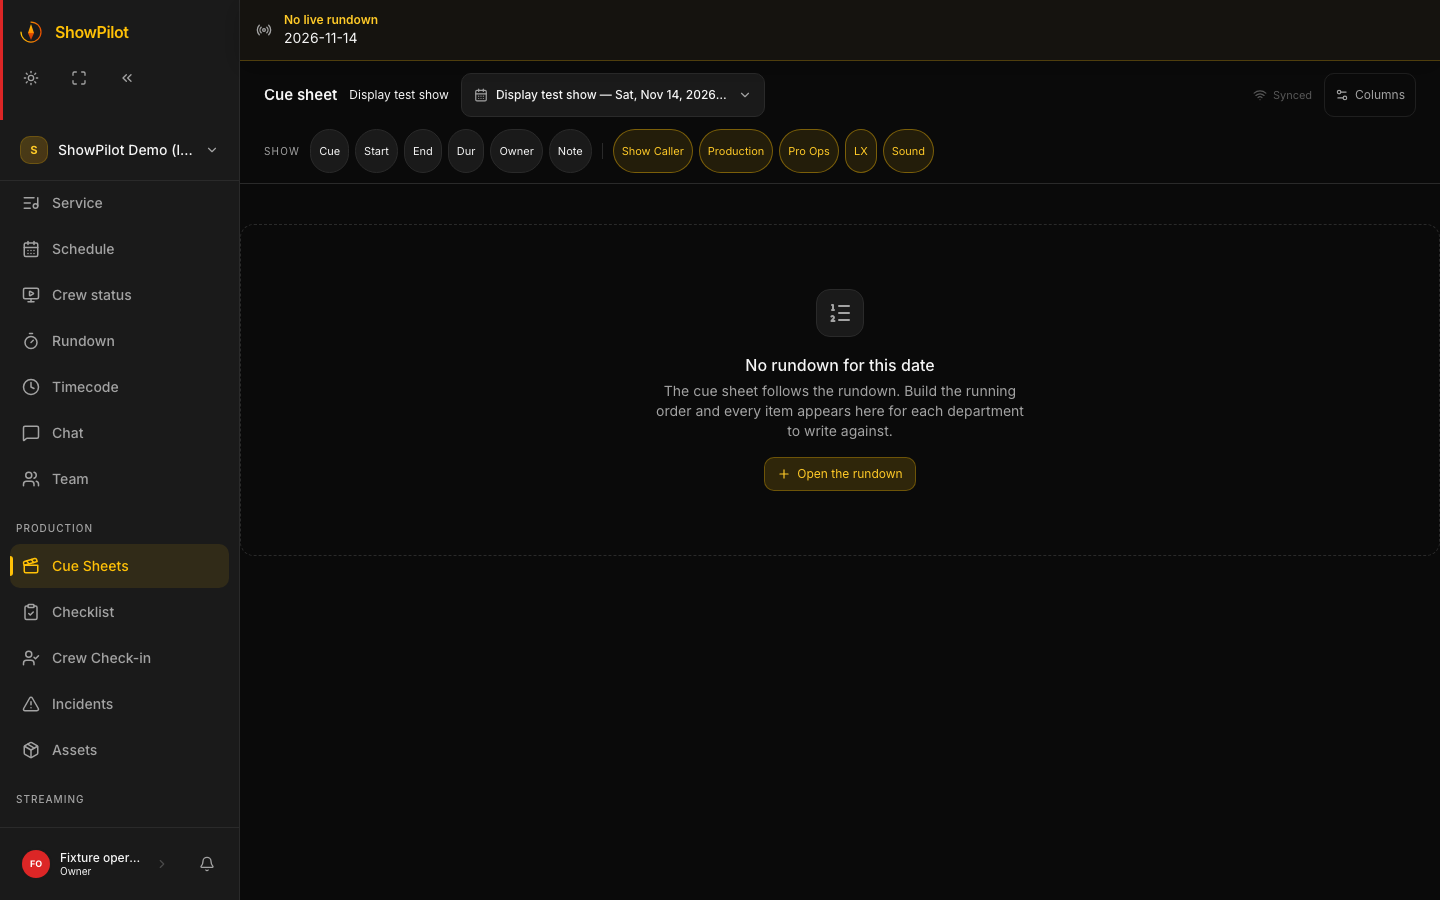 ShowPilot
S
ShowPilot Demo (I...
Service
Schedule
Crew status
Rundown
Timecode
Chat
Team
PRODUCTION
Cue Sheets
Checklist
Crew Check-in
Incidents
Assets
STREAMING
FO
Fixture oper...
Owner
No live rundown
2026-11-14
Cue sheet
Display test show
Display test show — Sat, Nov 14, 2026...
Synced
Columns
SHOW
Cue
Start
End
Dur
Owner
Note
Show Caller
Production
Pro Ops
LX
Sound
No rundown for this date
The cue sheet follows the rundown. Build the running
order and every item appears here for each department
to write against.
Open the rundown